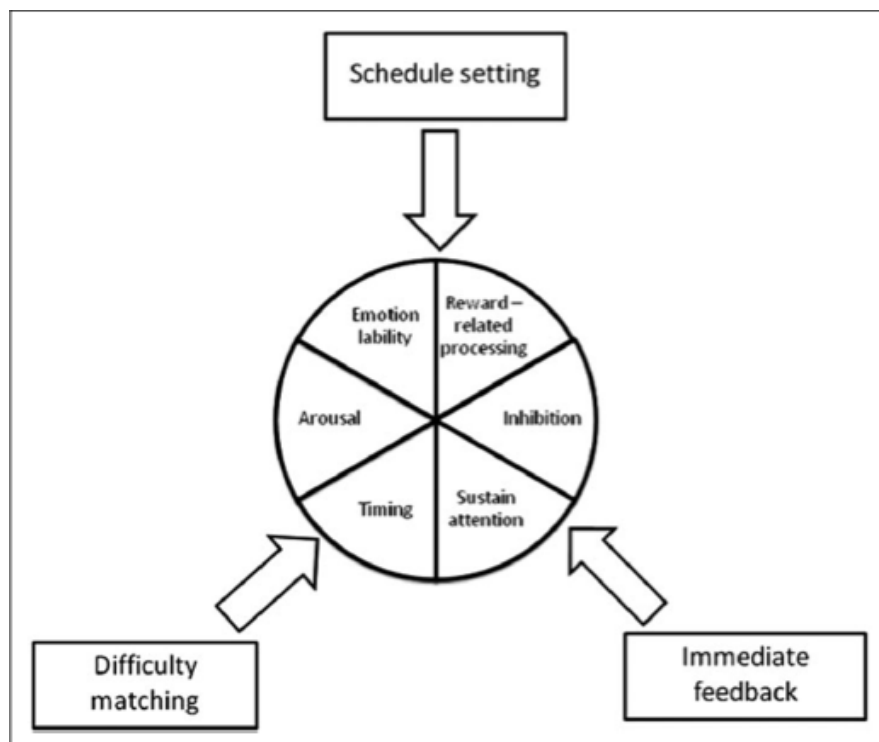 Schedule setting
Emotion
lability
Reward –
related
processing
Arousal
Inhibition
Timing
Sustain
attention
Difficulty
matching
Immediate
feedback